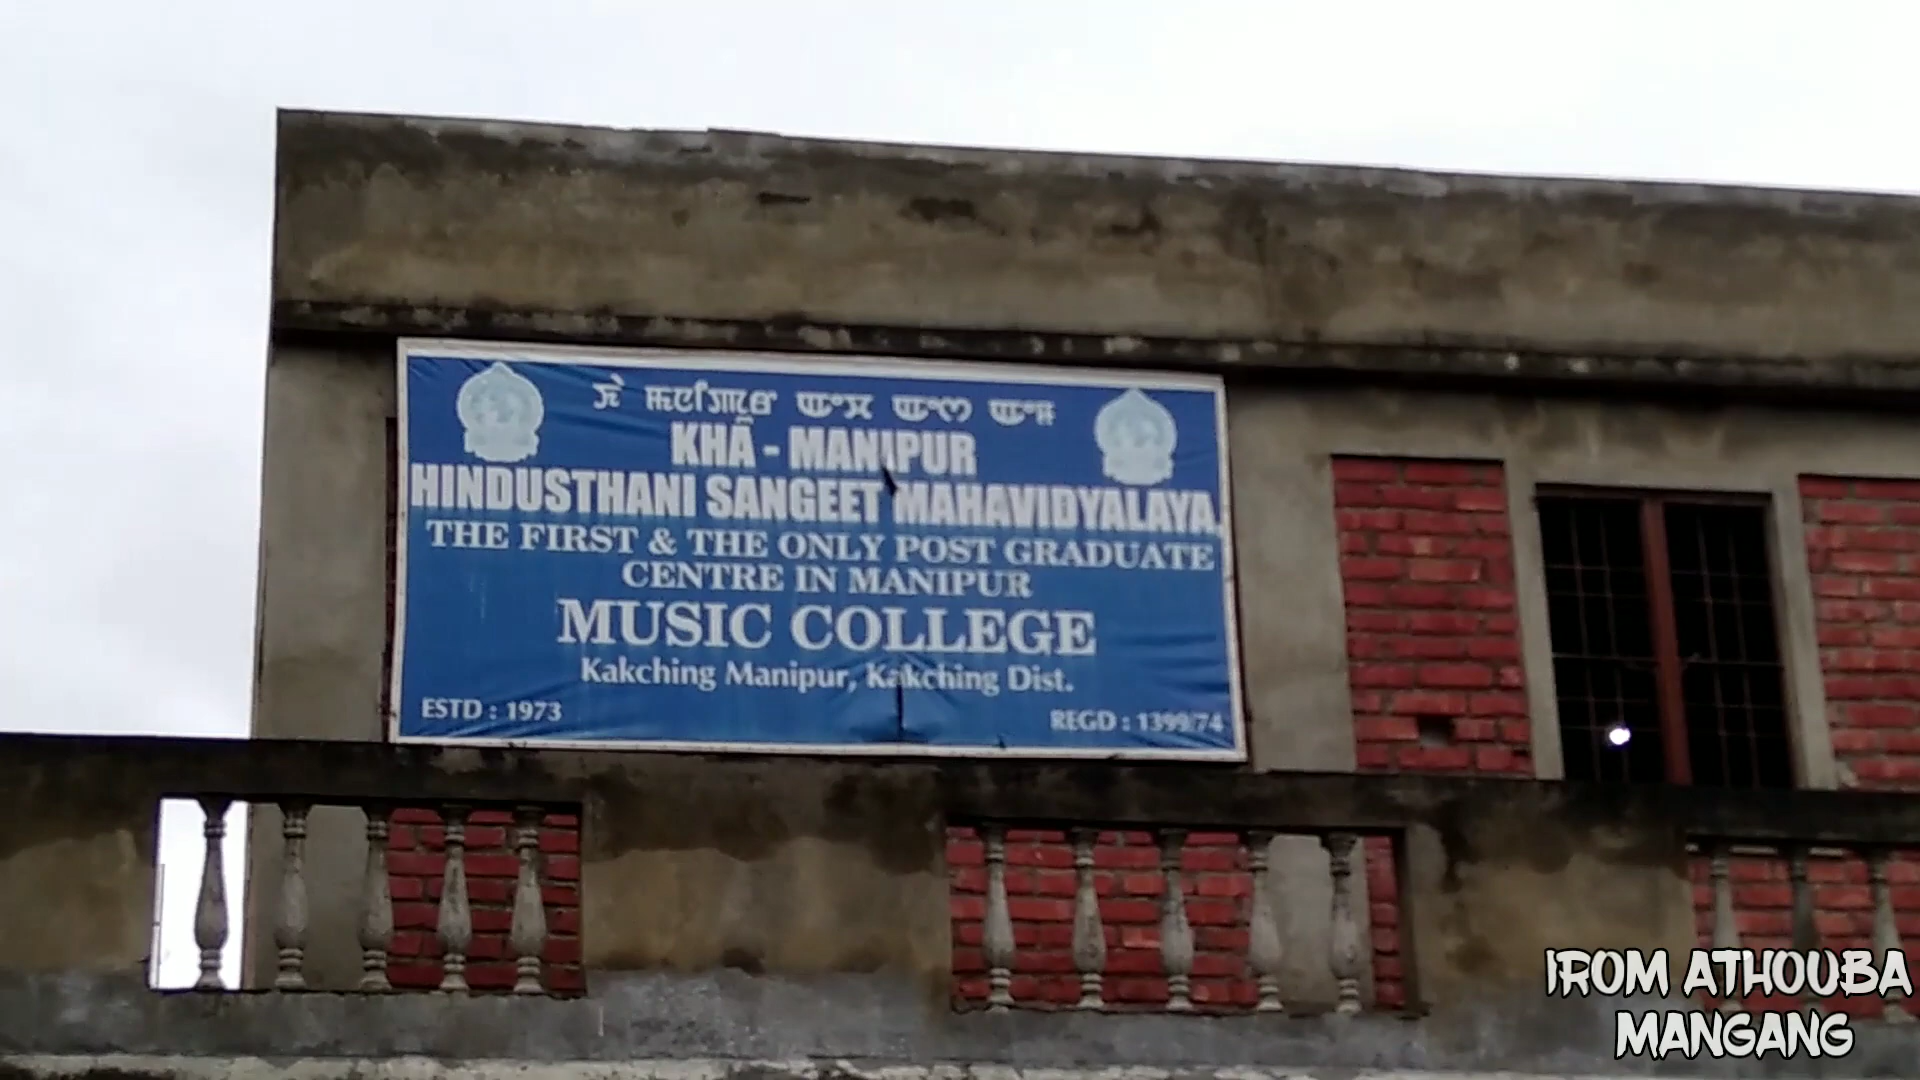 KHĀ - MANIPUR
HINDUSTHANI SANGEET MAHAVIDYALAYA,
THE FIRST & THE ONLY POST GRADUATE
CENTRE IN MANIPUR
MUSIC COLLEGE
Kakching Manipur, Kakching Dist.
ESTD : 1973
REGD : 1399/74
IROM ATHOUBA
MANGANG